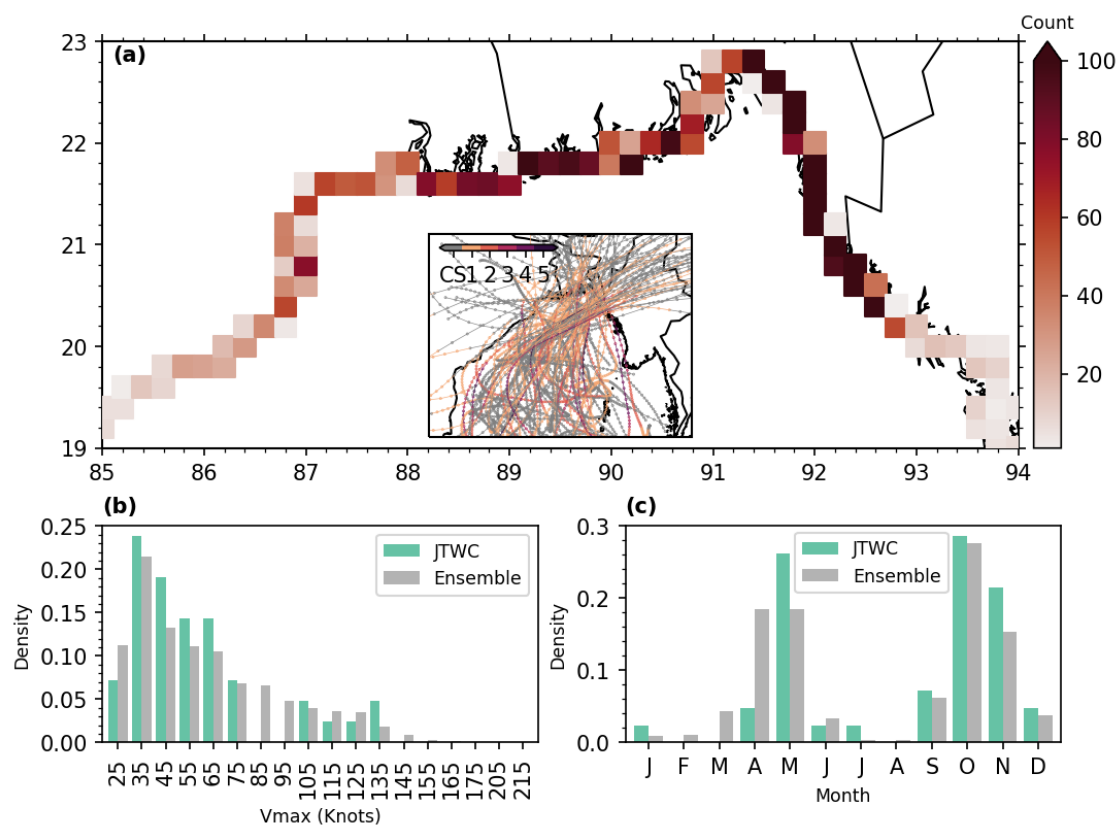 Count
(a)
23
22
21
20
19
100
80
60
40
20
CS1 2 3 4 5
85 86 87 88 89 90 91 92 93 94
(b)
0.25
0.20
0.15
0.10
0.05
0.00
Density
JTWC
Ensemble
25 35 45 55 65 75 85 95 105 115 125 135 145 155 185 205 215
Vmax (Knots)
(c)
0.3
0.2
0.1
0.0
Density
JTWC
Ensemble
J F M A M J J A S O N D
Month